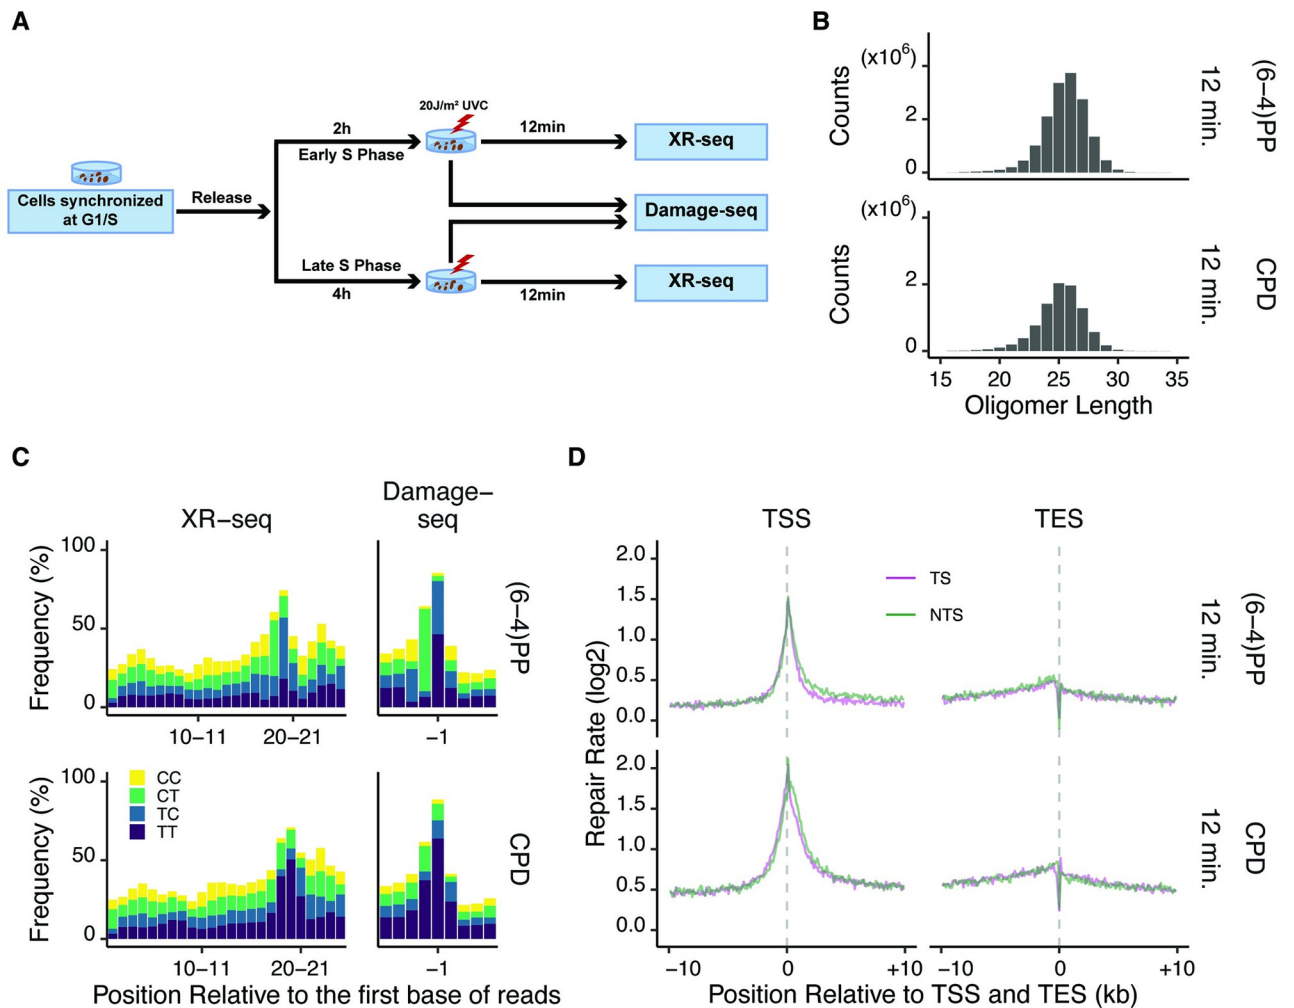 A
20J/m² UVC
2h
Early S Phase
12min
XR-seq
Cells synchronized
at G1/S
Release
Damage-seq
Late S Phase
4h
12min
XR-seq
B
(x10⁶)
Counts
2
0
12 min.
(6−4)PP
(x10⁶)
Counts
2
0
12 min.
CPD
15 20 25 30 35
Oligomer Length
C
XR−seq
Damage−
seq
Frequency (%)
100
50
0
10−11 20−21
−1
(6−4)PP
Frequency (%)
100
50
0
CC
CT
TC
TT
10−11 20−21
−1
CPD
Position Relative to the first base of reads
D
TSS
TES
Repair Rate (log2)
2.0
1.5
1.0
0.5
0.0
TS
NTS
12 min.
(6−4)PP
2.0
1.5
1.0
0.5
0.0
12 min.
CPD
−10 0 +10
−10 0 +10
Position Relative to TSS and TES (kb)